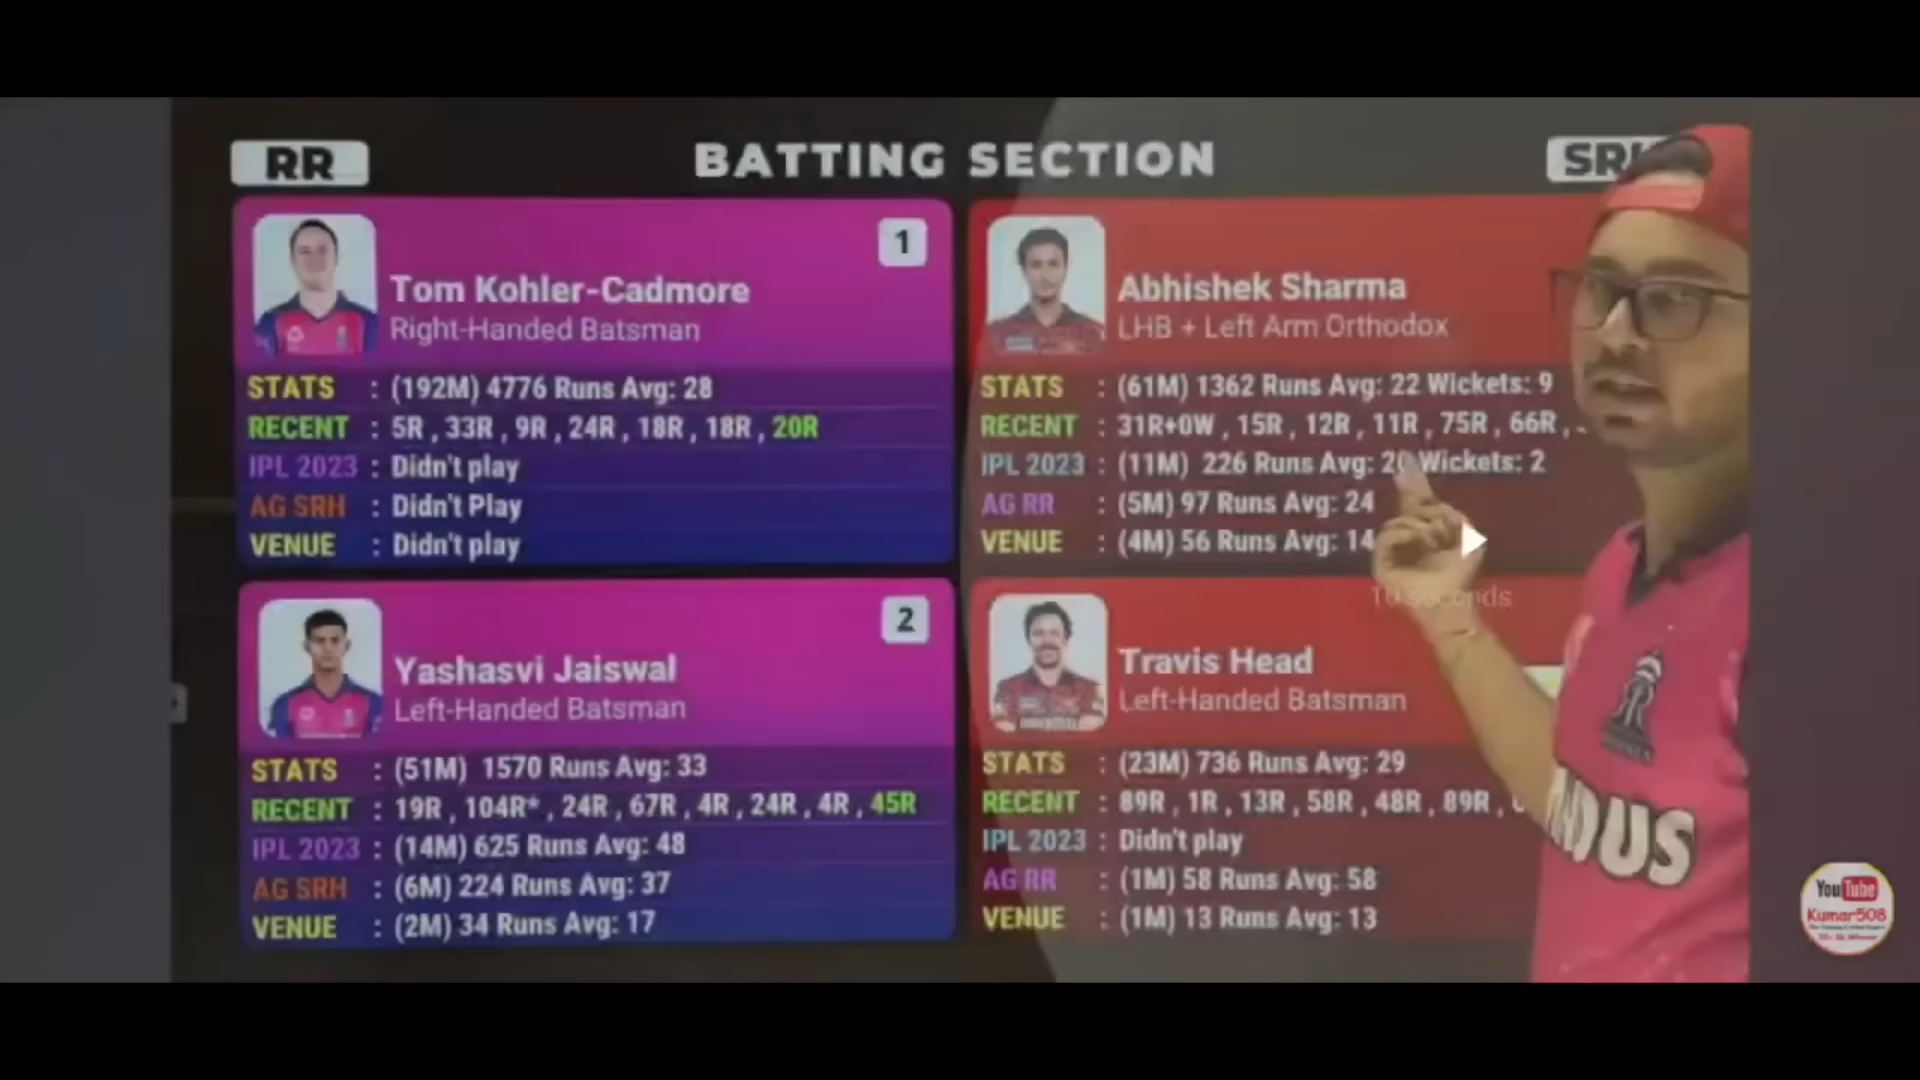 RR
BATTING SECTION
1
Tom Kohler-Cadmore
Right-Handed Batsman
STATS : (192M) 4776 Runs Avg: 28
RECENT : 5R , 33R , 9R , 24R , 18R , 18R , 20R
IPL 2023 : Didn't play
AG SRH : Didn't Play
VENUE : Didn't play
Abhishek Sharma
LHB + Left Arm Orthodox
STATS : (61M) 1362 Runs Avg: 22 Wickets: 9
RECENT : 31R+0W , 15R , 12R , 11R , 75R , 66R ,
IPL 2023 : (11M) 226 Runs Avg: Wickets: 2
AG RR : (5M) 97 Runs Avg: 24
VENUE : (4M) 56 Runs Avg: 14
10 seconds
2
Yashasvi Jaiswal
Left-Handed Batsman
STATS : (51M) 1570 Runs Avg: 33
RECENT : 19R , 104R* , 24R , 67R , 4R , 24R , 4R , 45R
IPL 2023 : (14M) 625 Runs Avg: 48
AG SRH : (6M) 224 Runs Avg: 37
VENUE : (2M) 34 Runs Avg: 17
Travis Head
Left-Handed Batsman
STATS : (23M) 736 Runs Avg: 29
RECENT : 89R , 1R , 13R , 58R , 48R , 89R ,
IPL 2023 : Didn't play
AG RR : (1M) 58 Runs Avg: 58
VENUE : (1M) 13 Runs Avg: 13
YouTube
Kumar508